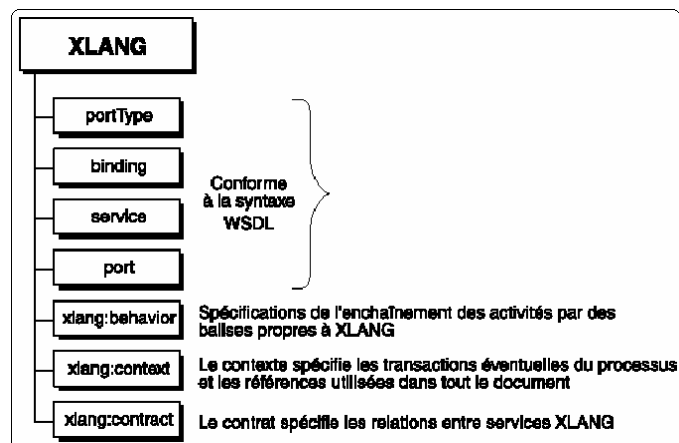 XLANG
portType
binding
service
port
Conforme
à la syntaxe
WSDL
xlang:behavior
Spécifications de l'enchaînement des activités par des
balises propres à XLANG
xlang:context
Le contexte spécifie les transactions éventuelles du processus
et les références utilisées dans tout le document
xlang:contract
Le contrat spécifie les relations entre services XLANG